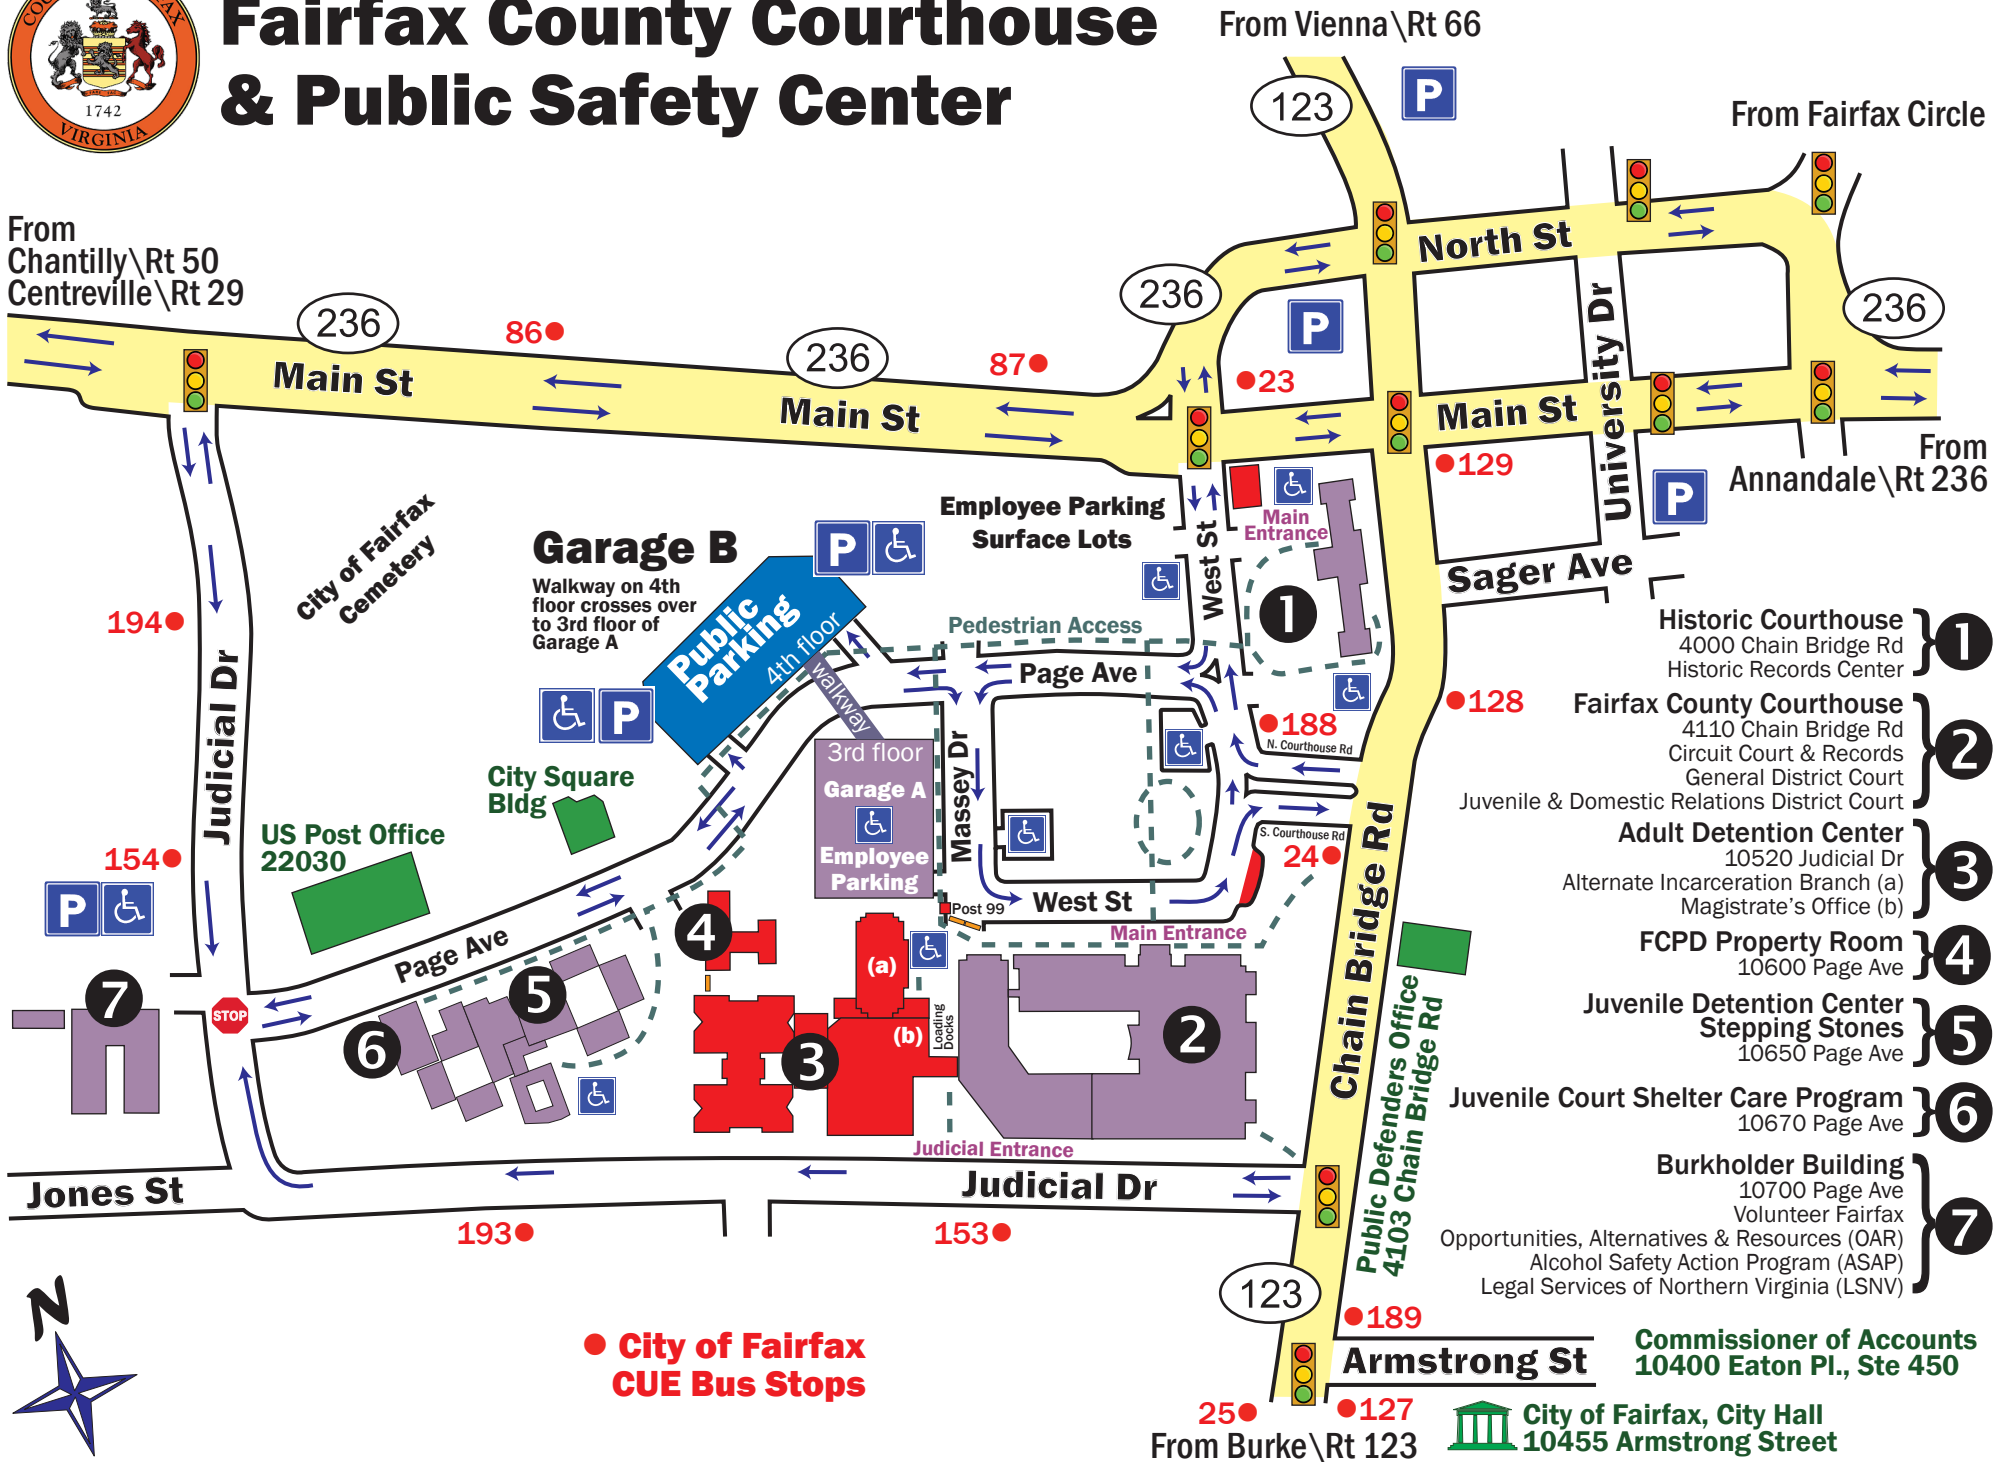 Fairfax County Courthouse
& Public Safety Center
1742
VIRGINIA
From Vienna\Rt 66
123
P
From Fairfax Circle
From
Chantilly\Rt 50
Centreville\Rt 29
236
Main St
86
236
Main St
87
236
North St
P
23
Main St
University Dr
236
From
Annandale\Rt 236
129
P
Sager Ave
City of Fairfax
Cemetery
Garage B
Walkway on 4th
floor crosses over
to 3rd floor of
Garage A
P
Public
Parking
4th floor
walkway
P
Employee Parking
Surface Lots
West St
Main
Entrance
1
Pedestrian Access
Page Ave
194
Judicial Dr
154
P
City Square
Bldg
US Post Office
22030
3rd floor
Garage A
Employee
Parking
Massey Dr
188
N. Courthouse Rd
128
S. Courthouse Rd
24
Chain Bridge Rd
West St
Post 99
Main Entrance
Page Ave
4
(a)
(b)
Loading
Docks
5
6
3
2
7
STOP
Judicial Entrance
Judicial Dr
Jones St
193
153
Public Defenders Office
4103 Chain Bridge Rd
Historic Courthouse
4000 Chain Bridge Rd
Historic Records Center
1
Fairfax County Courthouse
4110 Chain Bridge Rd
Circuit Court & Records
General District Court
Juvenile & Domestic Relations District Court
2
Adult Detention Center
10520 Judicial Dr
Alternate Incarceration Branch (a)
Magistrate's Office (b)
3
FCPD Property Room
10600 Page Ave
4
Juvenile Detention Center
Stepping Stones
10650 Page Ave
5
Juvenile Court Shelter Care Program
10670 Page Ave
6
Burkholder Building
10700 Page Ave
Volunteer Fairfax
Opportunities, Alternatives & Resources (OAR)
Alcohol Safety Action Program (ASAP)
Legal Services of Northern Virginia (LSNV)
7
N
City of Fairfax
CUE Bus Stops
123
189
Armstrong St
25
127
From Burke\Rt 123
Commissioner of Accounts
10400 Eaton Pl., Ste 450
City of Fairfax, City Hall
10455 Armstrong Street